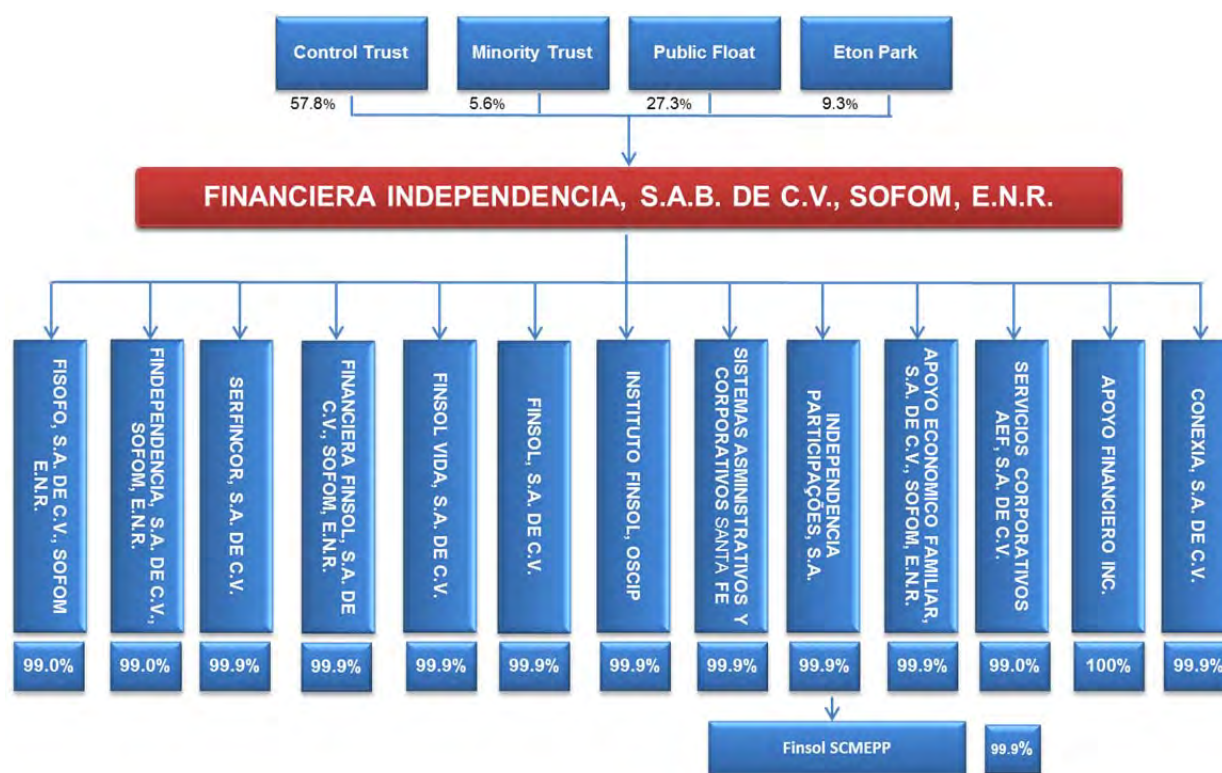 Control Trust
Minority Trust
Public Float
Eton Park
57.8%
5.6%
27.3%
9.3%
FINANCIERA INDEPENDENCIA, S.A.B. DE C.V., SOFOM, E.N.R.
FISOFO, S.A. DE C.V., SOFOM
E.N.R.
FINDEPENDENCIA, S.A. DE C.V.,
SOFOM, E.N.R.
SERFINCOR, S.A. DE C.V.
FINANCIERA FINSOL, S.A. DE
C.V., SOFOM, E.N.R.
FINSOL VIDA, S.A. DE C.V.
FINSOL, S.A. DE C.V.
INSTITUTO FINSOL, OSCIP
SISTEMAS ASMINISTRATIVOS Y
CORPORATIVOS SANTA FE
INDEPENDENCIA
PARTICIPAÇÕES, S.A.
APOYO ECONOMICO FAMILIAR,
S.A. DE C.V., SOFOM, E.N.R.
SERVICIOS CORPORATIVOS
AEF, S.A. DE C.V.
APOYO FINANCIERO INC.
CONEXIA, S.A. DE C.V.
99.0%
99.0%
99.9%
99.9%
99.9%
99.9%
99.9%
99.9%
99.9%
99.9%
99.0%
100%
99.9%
Finsol SCMEPP
99.9%